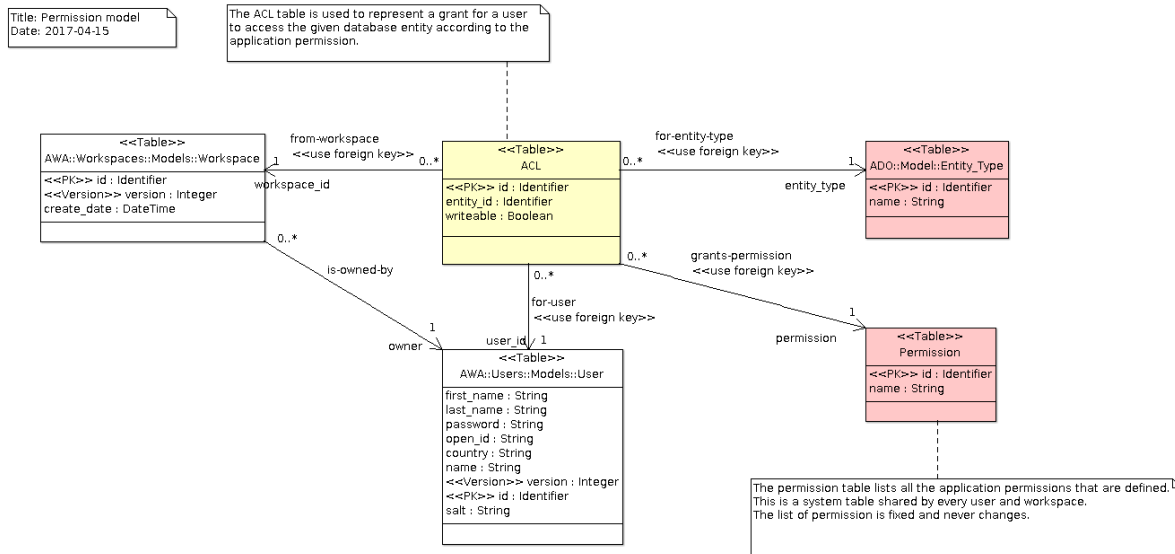 Title: Permission model
Date: 2017-04-15
The ACL table is used to represent a grant for a user
to access the given database entity according to the
application permission.
<<Table>>
AWA::Workspaces::Models::Workspace
<<PK>> id : Identifier
<<Version>> version : Integer
create_date : DateTime
from-workspace
<<use foreign key>>
1
0..*
workspace_id
<<Table>>
ACL
<<PK>> id : Identifier
entity_id : Identifier
writeable : Boolean
for-entity-type
<<use foreign key>>
0..*
1
entity_type
<<Table>>
ADO::Model::Entity_Type
<<PK>> id : Identifier
name : String
0..*
is-owned-by
1
owner
0..*
for-user
<<use foreign key>>
user_id
1
0..*
grants-permission
<<use foreign key>>
1
permission
<<Table>>
Permission
<<PK>> id : Identifier
name : String
<<Table>>
AWA::Users::Models::User
first_name : String
last_name : String
password : String
open_id : String
country : String
name : String
<<Version>> version : Integer
<<PK>> id : Identifier
salt : String
The permission table lists all the application permissions that are defined.
This is a system table shared by every user and workspace.
The list of permission is fixed and never changes.